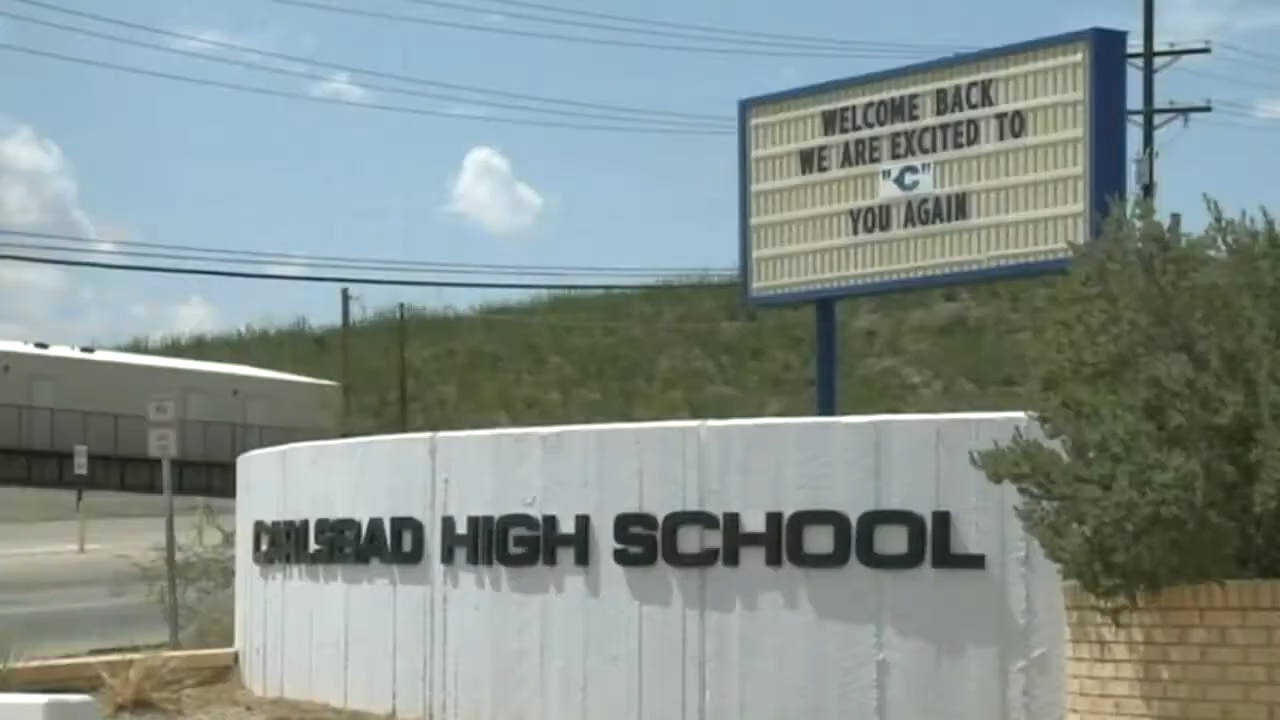 WELCOME BACK
WE ARE EXCITED TO
"C"
YOU AGAIN
CARLSBAD HIGH SCHOOL